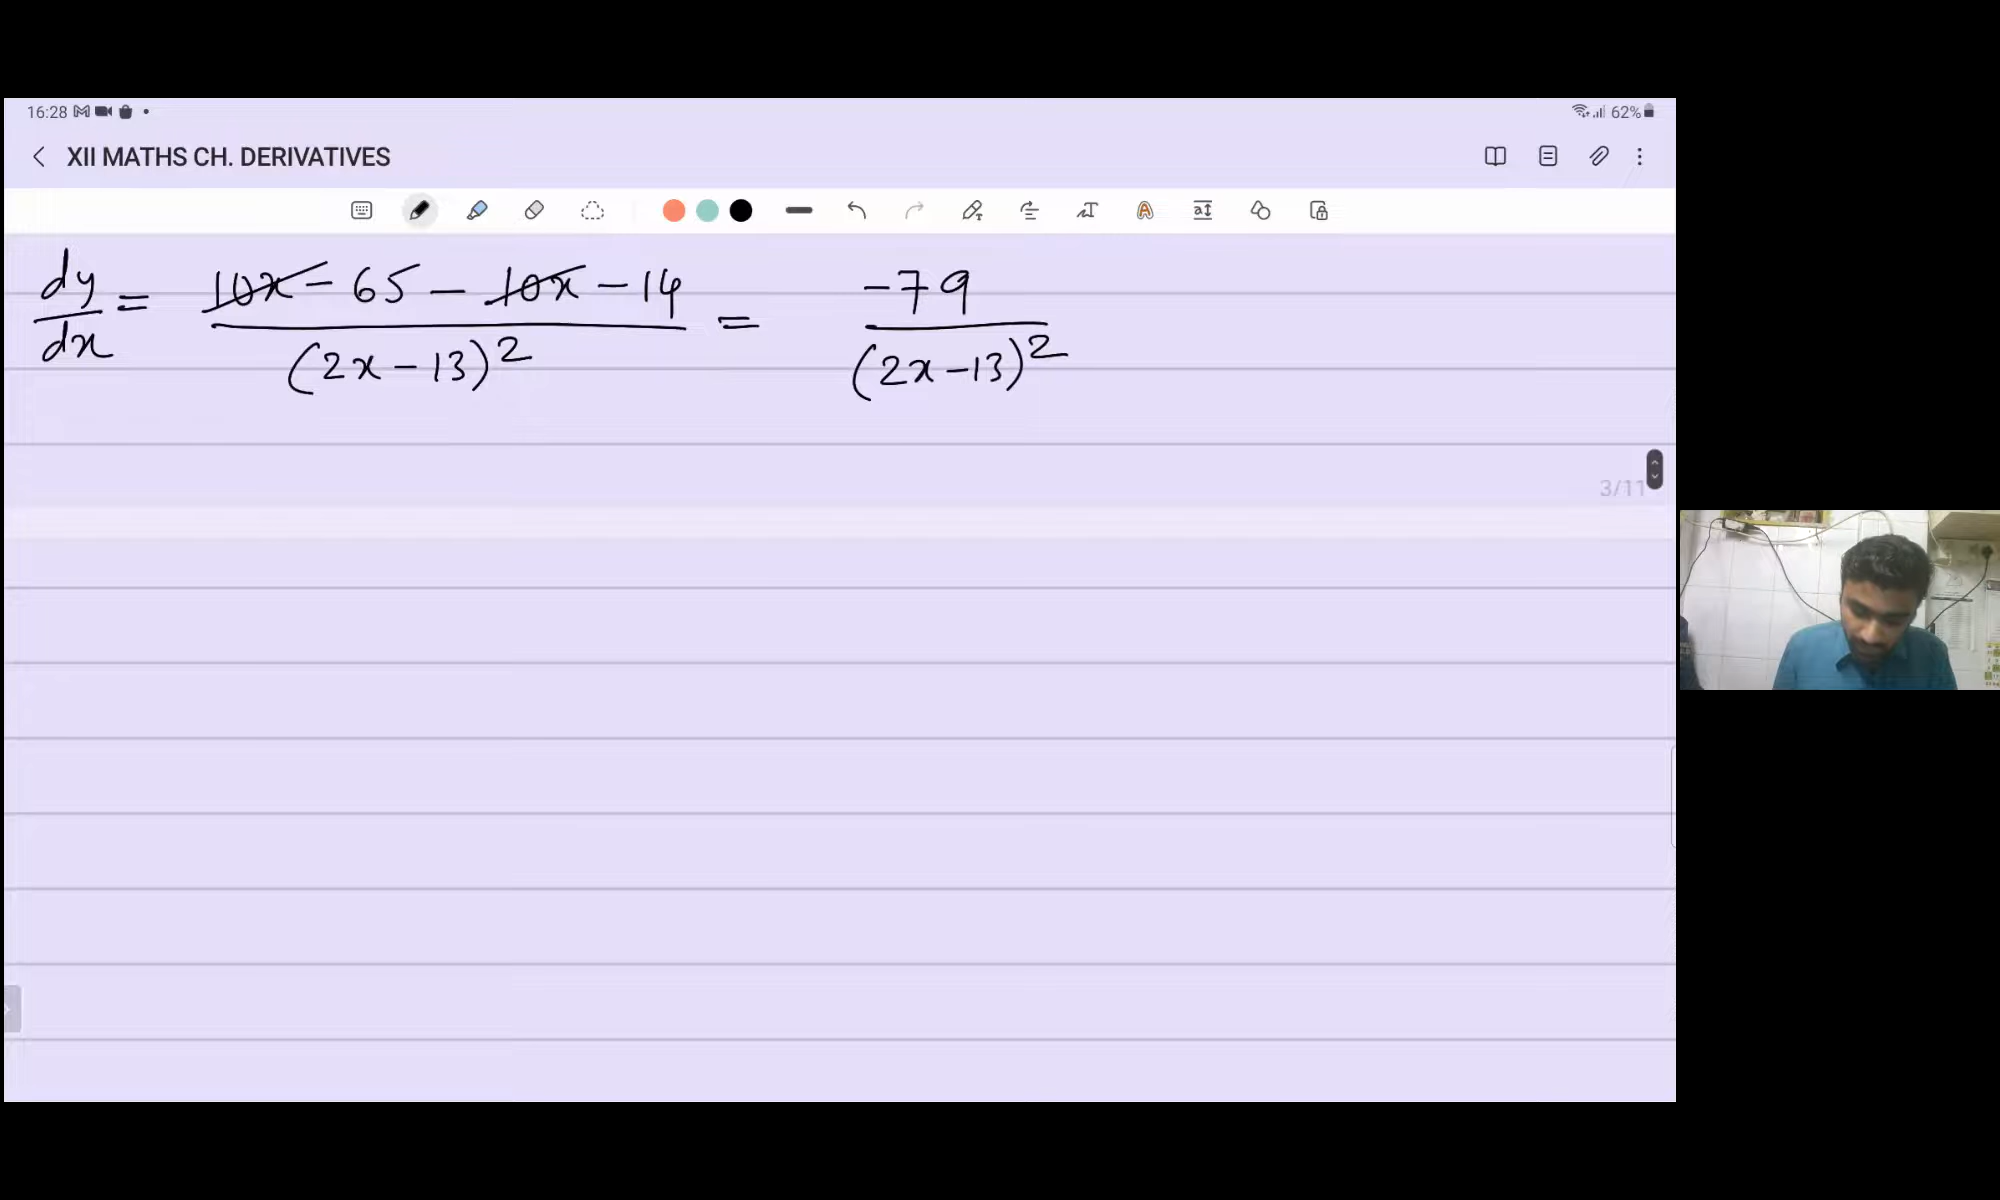 16:28
62%
XII MATHS CH. DERIVATIVES
dy/dx = (10x - 65 - 10x - 14)/(2x - 13)² = -79/(2x - 13)²
3/11